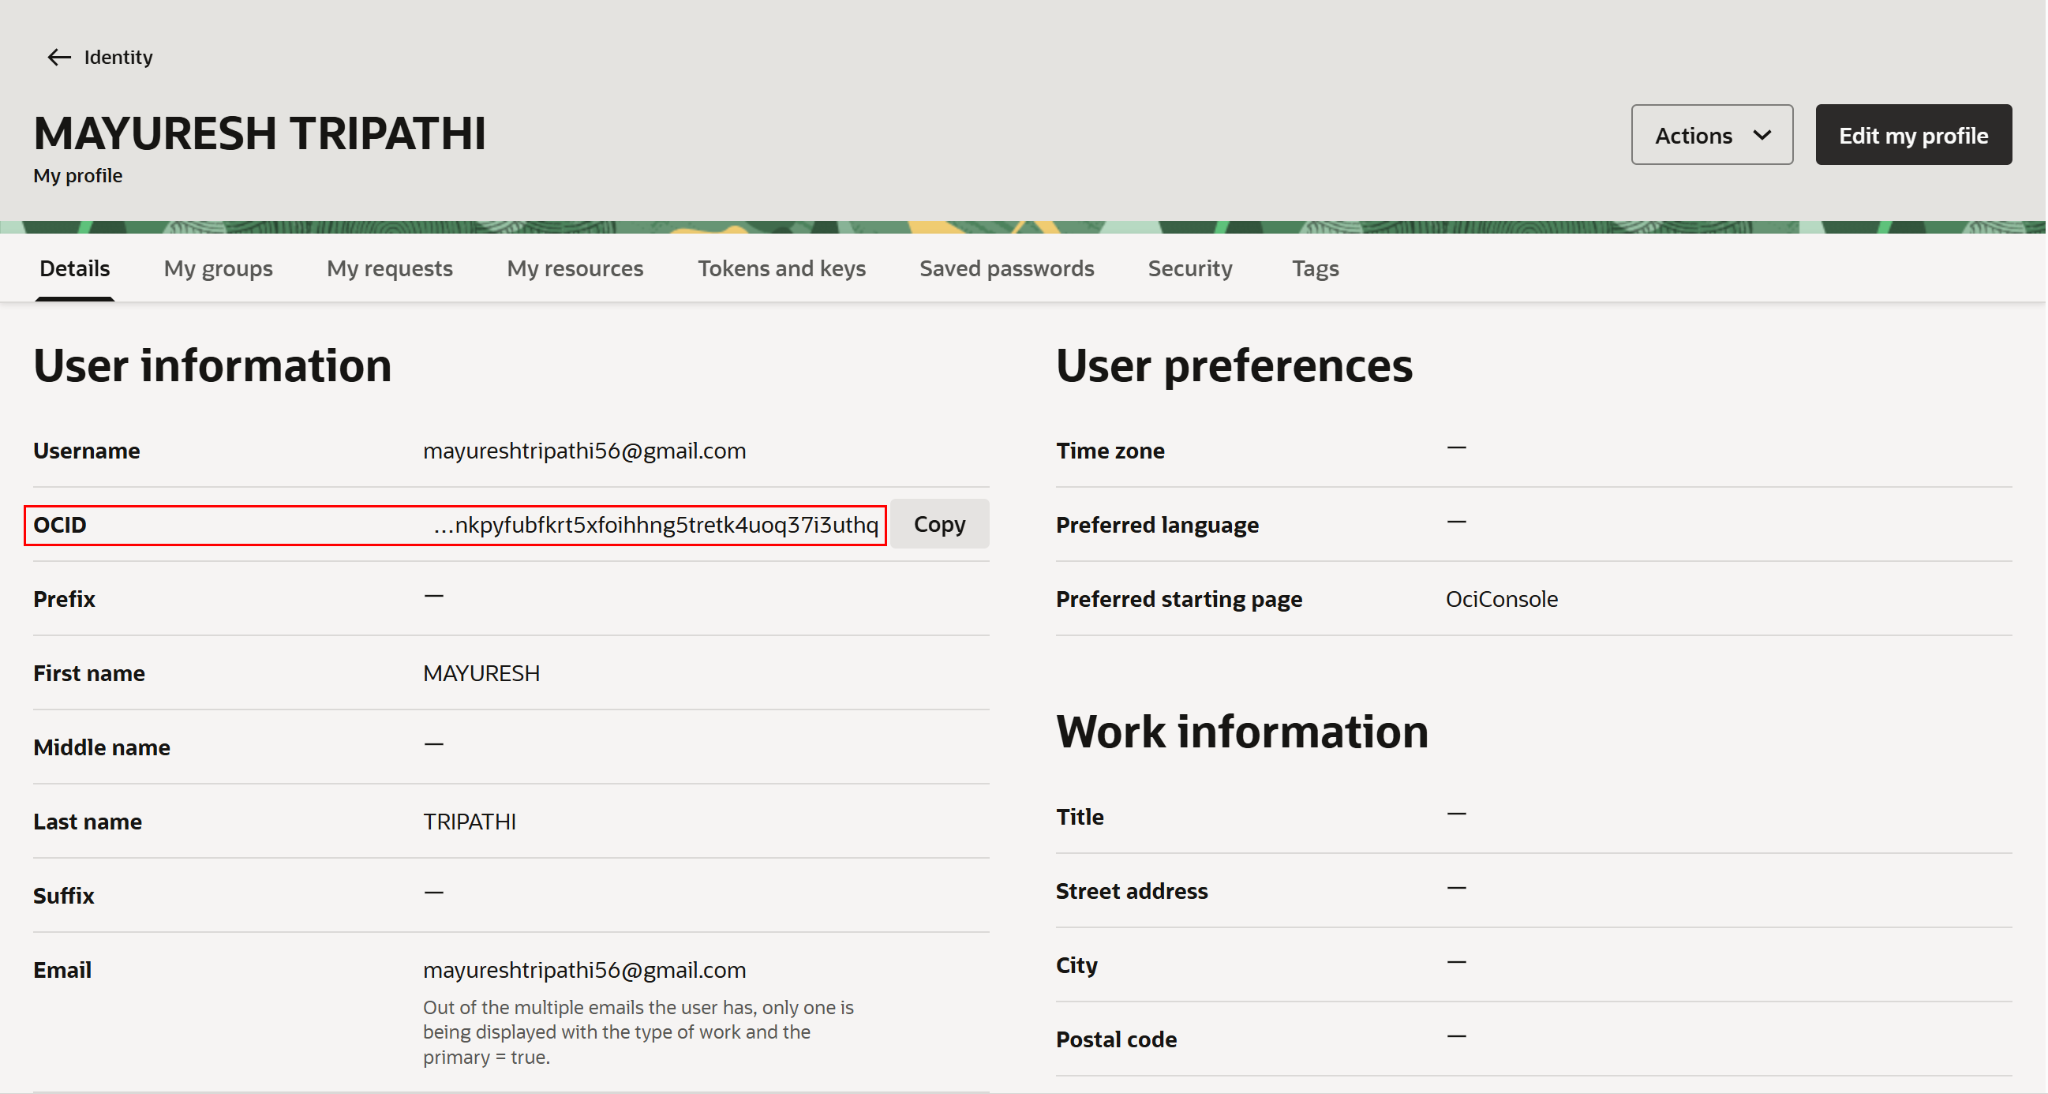 ← Identity
MAYURESH TRIPATHI
My profile
Actions
Edit my profile
Details My groups My requests My resources Tokens and keys Saved passwords Security Tags
User information
Username mayureshtripathi56@gmail.com
OCID ...nkpyfubfkrt5xfoihhng5tretk4uoq37i3uthq Copy
Prefix —
First name MAYURESH
Middle name —
Last name TRIPATHI
Suffix —
Email mayureshtripathi56@gmail.com
Out of the multiple emails the user has, only one is
being displayed with the type of work and the
primary = true.
User preferences
Time zone —
Preferred language —
Preferred starting page OciConsole
Work information
Title —
Street address —
City —
Postal code —